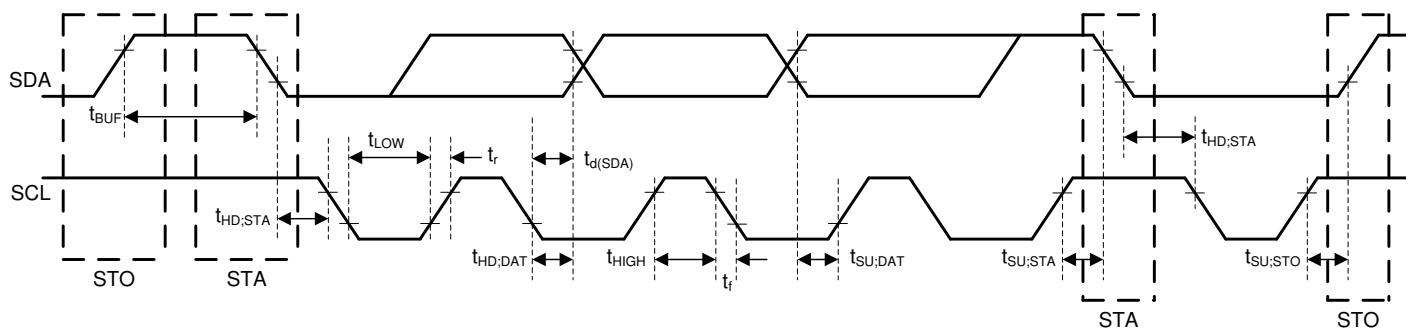 SDA
tBUF
tLOW
tr
td(SDA)
tHD;STA
SCL
tHD;STA
tHD;DAT
tHIGH
tf
tSU;DAT
tSU;STA
tSU;STO
STO
STA
STA
STO